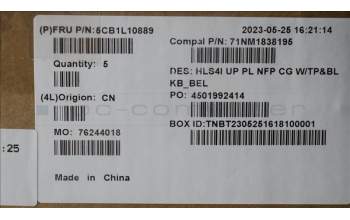 (P)FRU P/N:5CB1L10889
2023-05-25 16:21:14
Compal P/N: 71NM1838195
Quantity: 5
DES: HLS4I UP PL NFP CG W/TP&BL
KB_BEL
(4L)Origion: CN
PO: 4501992414
MO: 76244018
BOX ID:TNBT2305251618100001
:25
Made in China